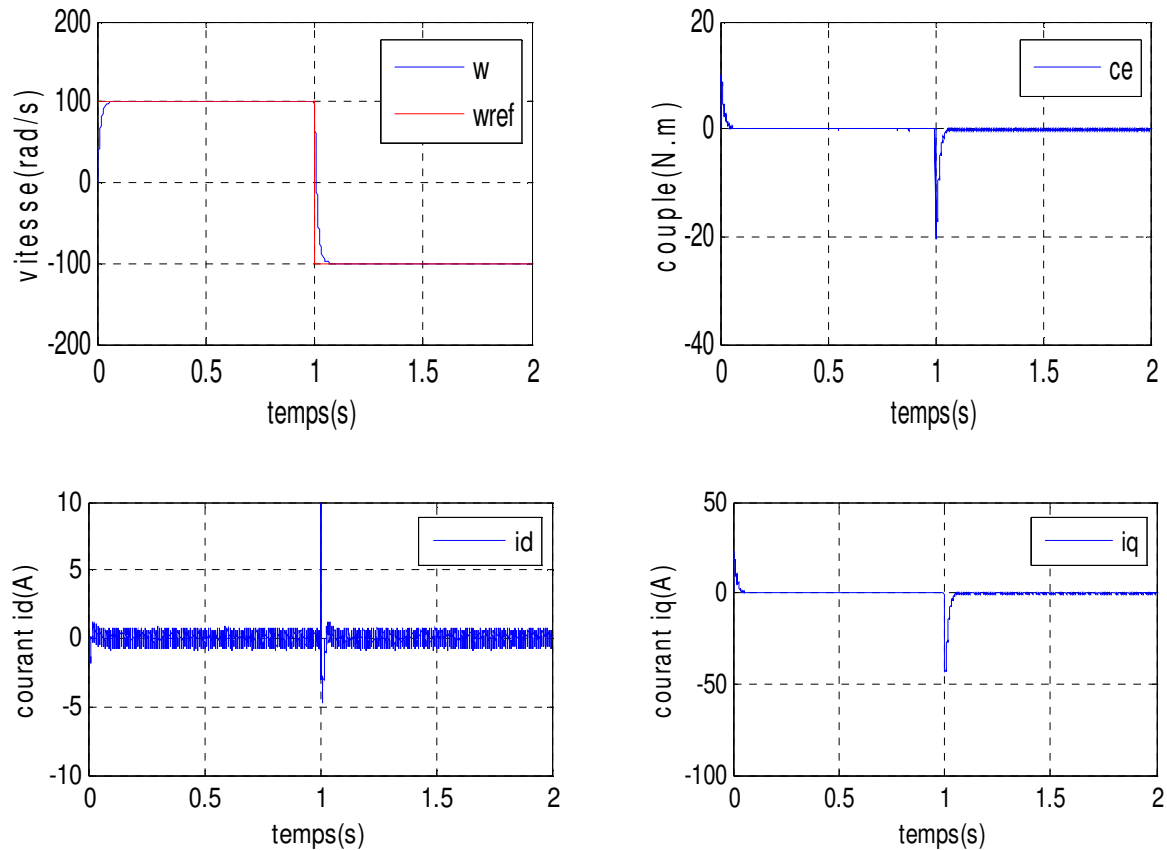 200
100
0
-100
-200
vitesse(rad/s)
w
wref
0
0.5
1
1.5
2
temps(s)
20
0
-20
-40
couple(N.m)
ce
0
0.5
1
1.5
2
temps(s)
10
5
0
-5
-10
courant id(A)
id
0
0.5
1
1.5
2
temps(s)
50
0
-50
-100
courant iq(A)
iq
0
0.5
1
1.5
2
temps(s)